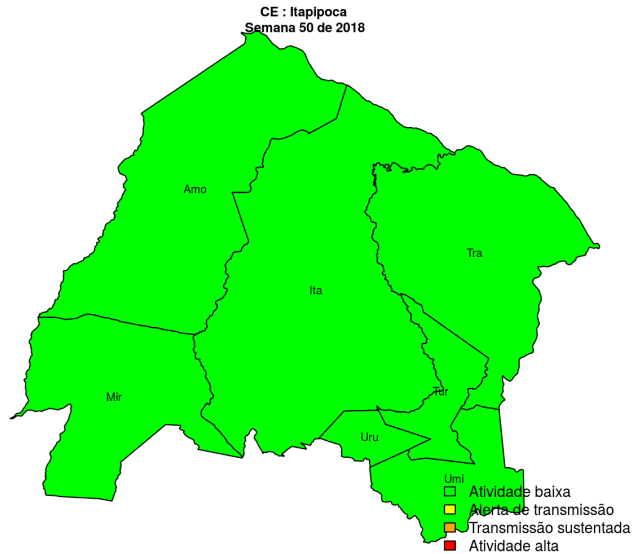 CE : Itapipoca
Semana 50 de 2018
Amo
Tra
Ita
Mir
Tur
Uru
Umi
Atividade baixa
Alerta de transmissão
Transmissão sustentada
Atividade alta